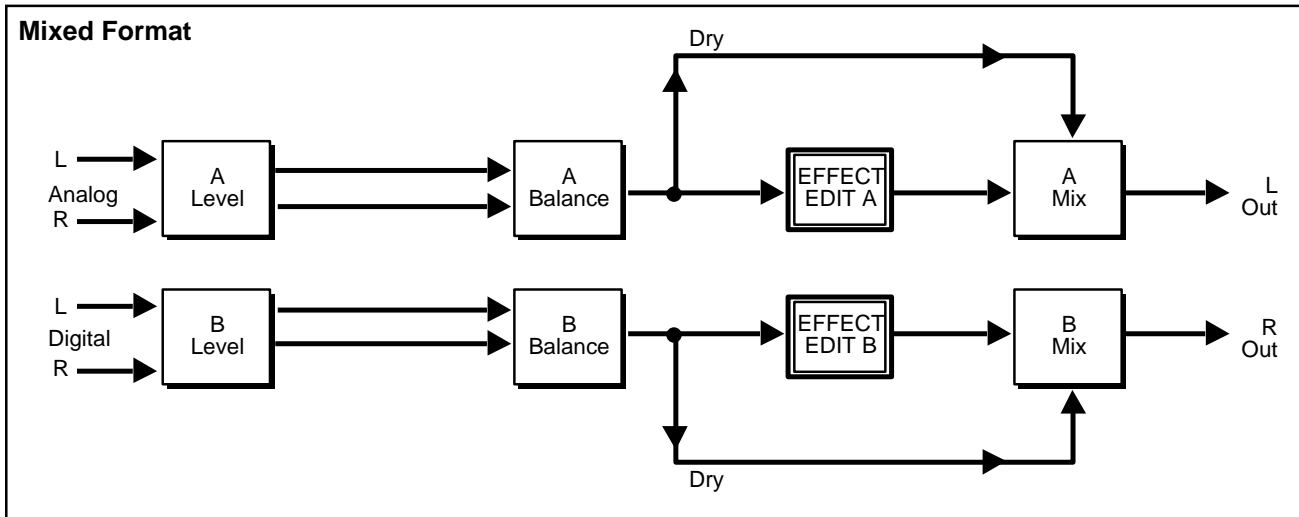 Mixed Format
Dry
L
Analog
R
A
Level
A
Balance
EFFECT
EDIT A
A
Mix
L
Out
L
Digital
R
B
Level
B
Balance
EFFECT
EDIT B
B
Mix
R
Out
Dry